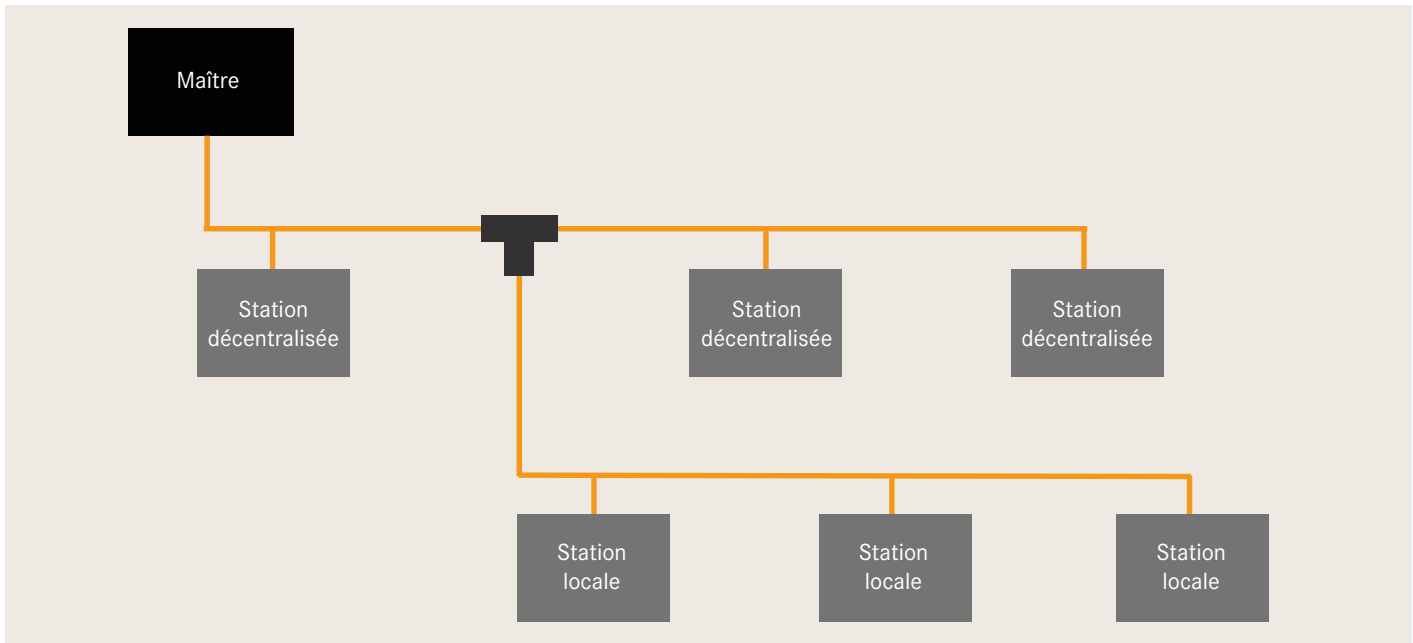 Maître
Station
décentralisée
Station
décentralisée
Station
décentralisée
Station
locale
Station
locale
Station
locale